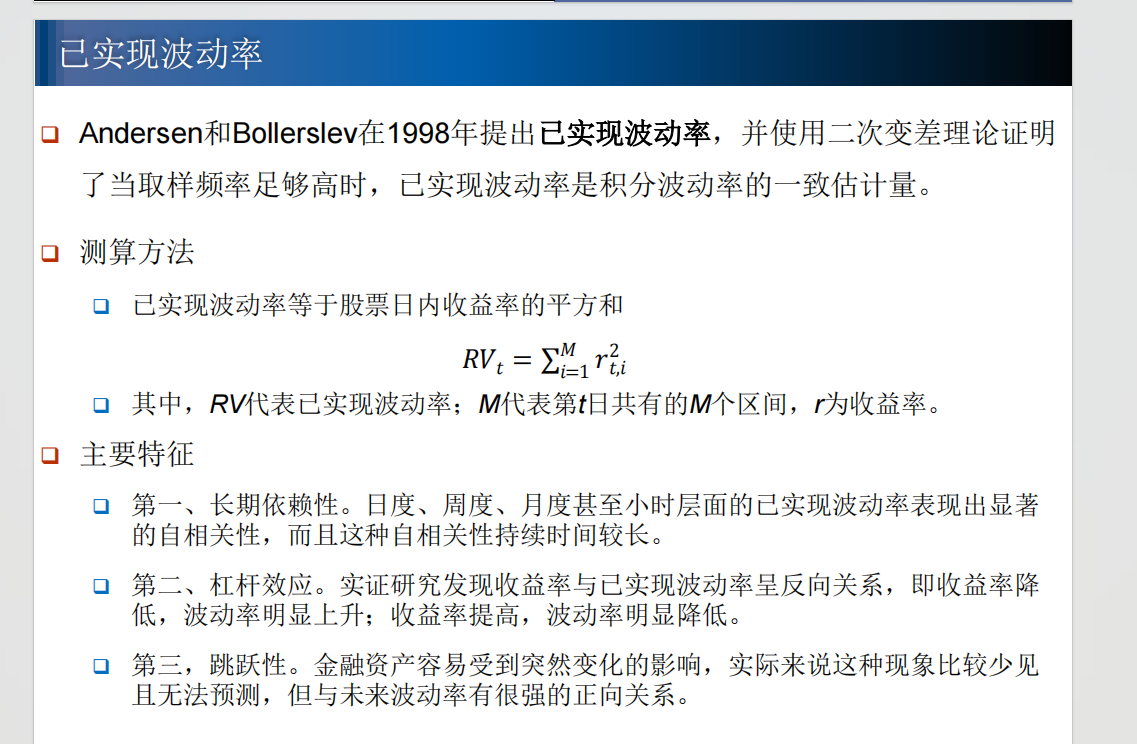 已实现波动率
Andersen和Bollerslev在1998年提出已实现波动率，并使用二次变差理论证明
了当取样频率足够高时，已实现波动率是积分波动率的一致估计量。
测算方法
已实现波动率等于股票日内收益率的平方和
$RV_t = \sum_{i=1}^{M} r_{t,i}^2$
其中，RV代表已实现波动率；M代表第t日共有的M个区间，r为收益率。
主要特征
第一、长期依赖性。日度、周度、月度甚至小时层面的已实现波动率表现出显著
的自相关性，而且这种自相关性持续时间较长。
第二、杠杆效应。实证研究发现收益率与已实现波动率呈反向关系，即收益率降
低，波动率明显上升；收益率提高，波动率明显降低。
第三，跳跃性。金融资产容易受到突然变化的影响，实际来说这种现象比较少见
且无法预测，但与未来波动率有很强的正向关系。